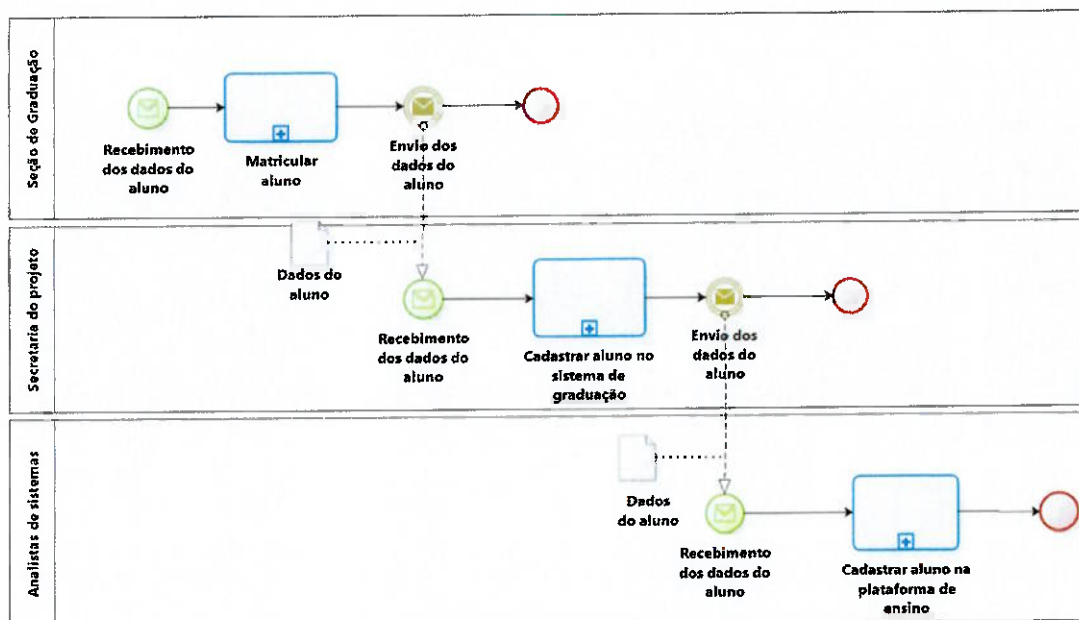 Seção de Graduação
Recebimento
dos dados do
aluno
Matricular
aluno
Envio dos
dados do
aluno
Secretaria do projeto
Dados do
aluno
Recebimento
dos dados do
aluno
Cadastrar aluno no
sistema de
graduação
Envio dos
dados do
aluno
Analistas de sistemas
Dados
do aluno
Recebimento
dos dados do
aluno
Cadastrar aluno na
plataforma de
ensino